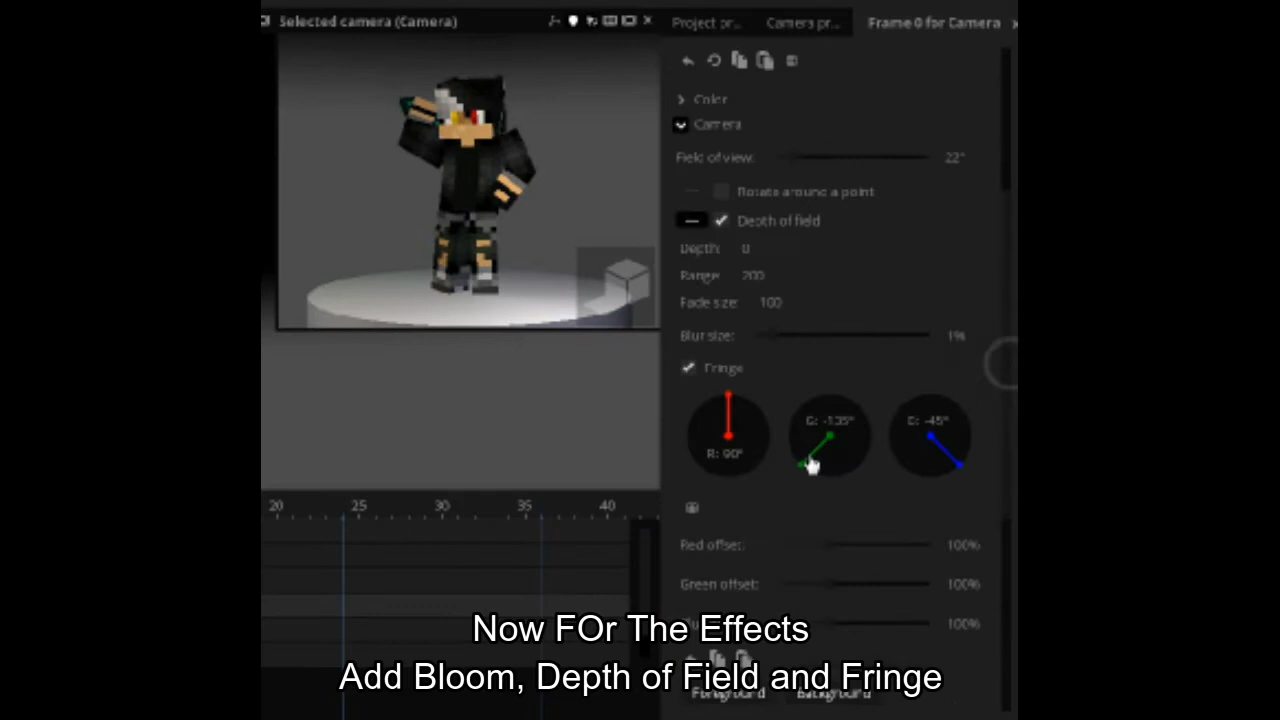 Selected camera (Camera)
Project pr...
Camera pr...
Frame 0 for Camera
Color
Camera
Field of view:
22°
Rotate around a point
Depth of field
Depth:
0
Range:
200
Fade size:
100
Blur size:
1%
Fringe
R: 90°
G: -135°
B: -45°
Red offset:
100%
Green offset:
100%
100%
20 25 30 35 40
Foreground
Background
Now FOr The Effects
Add Bloom, Depth of Field and Fringe